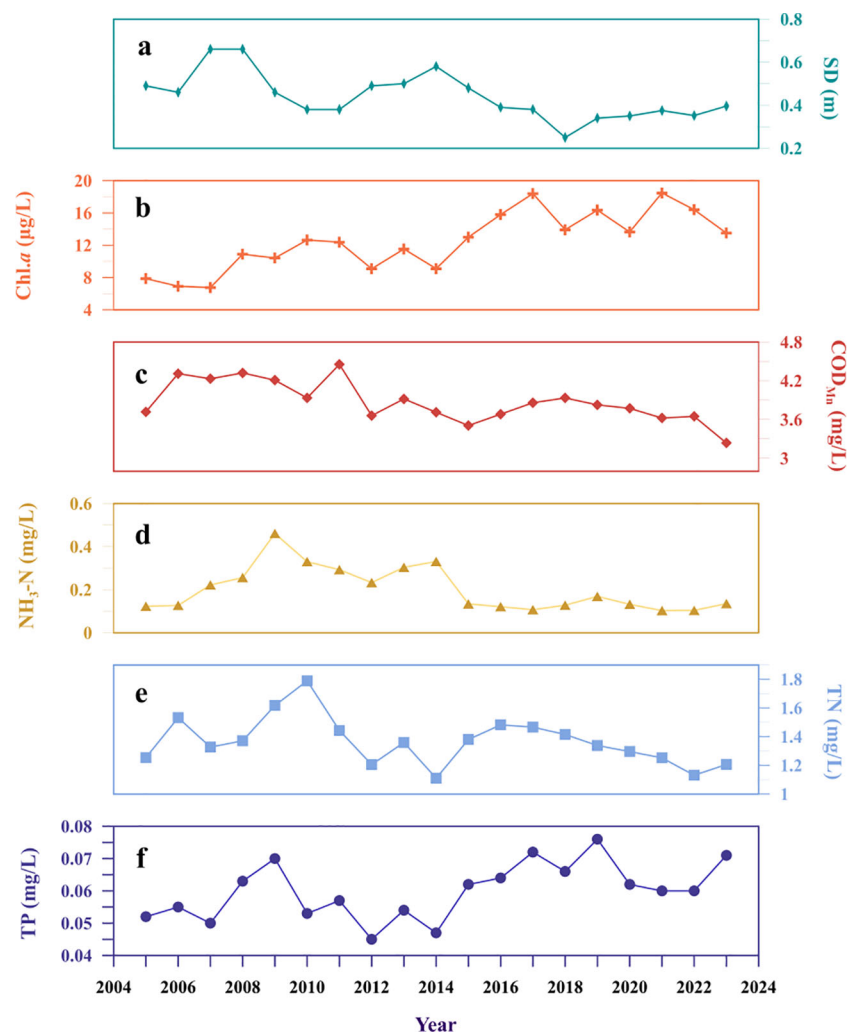 a
0.8
0.6
0.4
0.2
SD (m)
b
20
16
12
8
4
Chl.a (µg/L)
c
4.8
4.2
3.6
3
COD_Mn (mg/L)
d
0.6
0.4
0.2
0
NH₃-N (mg/L)
e
1.8
1.6
1.4
1.2
1
TN (mg/L)
f
0.08
0.07
0.06
0.05
0.04
TP (mg/L)
2004 2006 2008 2010 2012 2014 2016 2018 2020 2022 2024
Year